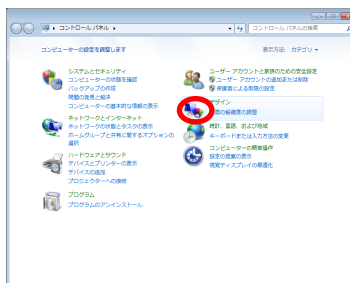 コントロール パネル
コントロール パネルの検索
コンピューターの設定を調整します
表示方法: カテゴリ
システムとセキュリティ
コンピューターの状態を確認
バックアップの作成
問題の発見と解決
コンピューターの基本的な情報の表示
ネットワークとインターネット
ネットワークの状態とタスクの表示
ホームグループと共有に関するオプションの
選択
ハードウェアとサウンド
デバイスとプリンターの表示
デバイスの追加
プロジェクターへの接続
プログラム
プログラムのアンインストール
ユーザー アカウントと家族のための安全設定
ユーザー アカウントの追加または削除
保護者による制限の設定
デザイン
画面の解像度の調整
時計、言語、および地域
キーボードまたは入力方法の変更
コンピューターの簡単操作
設定の提案の表示
視覚ディスプレイの最適化